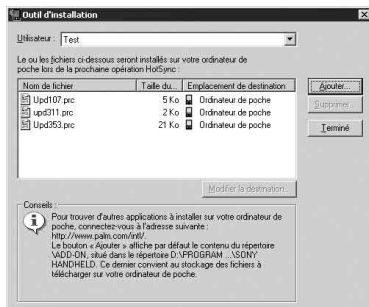 Outil d'installation
Utilisateur : Test
Le ou les fichiers ci-dessous seront installés sur votre ordinateur de
poche lors de la prochaine opération HotSync :
Nom de fichier Taille du... Emplacement de destination
Upd107.prc 5 Ko Ordinateur de poche
upd311.prc 2 Ko Ordinateur de poche
Upd353.prc 21 Ko Ordinateur de poche
Ajouter...
Supprimer...
Terminé
Modifier la destination...
Conseils :
Pour trouver d'autres applications à installer sur votre ordinateur de
poche, connectez-vous à l'adresse suivante :
http://www.palm.com/intl/.
Le bouton « Ajouter » affiche par défaut le contenu du répertoire
\ADD-ON, situé dans le répertoire D:\PROGRAM ...\SONY
HANDHELD. Ce dernier convient au stockage des fichiers à
télécharger sur votre ordinateur de poche.